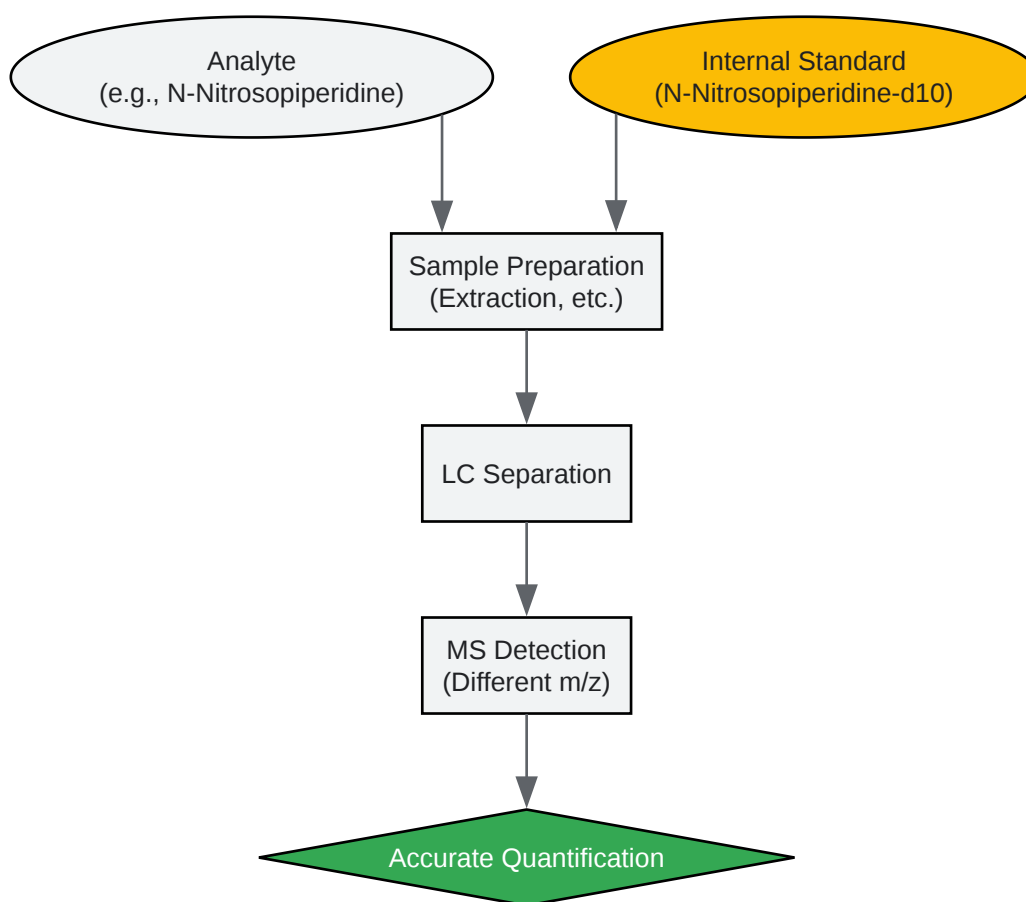 Analyte
(e.g., N-Nitrosopiperidine)
Internal Standard
(N-Nitrosopiperidine-d10)
Sample Preparation
(Extraction, etc.)
LC Separation
MS Detection
(Different m/z)
Accurate Quantification